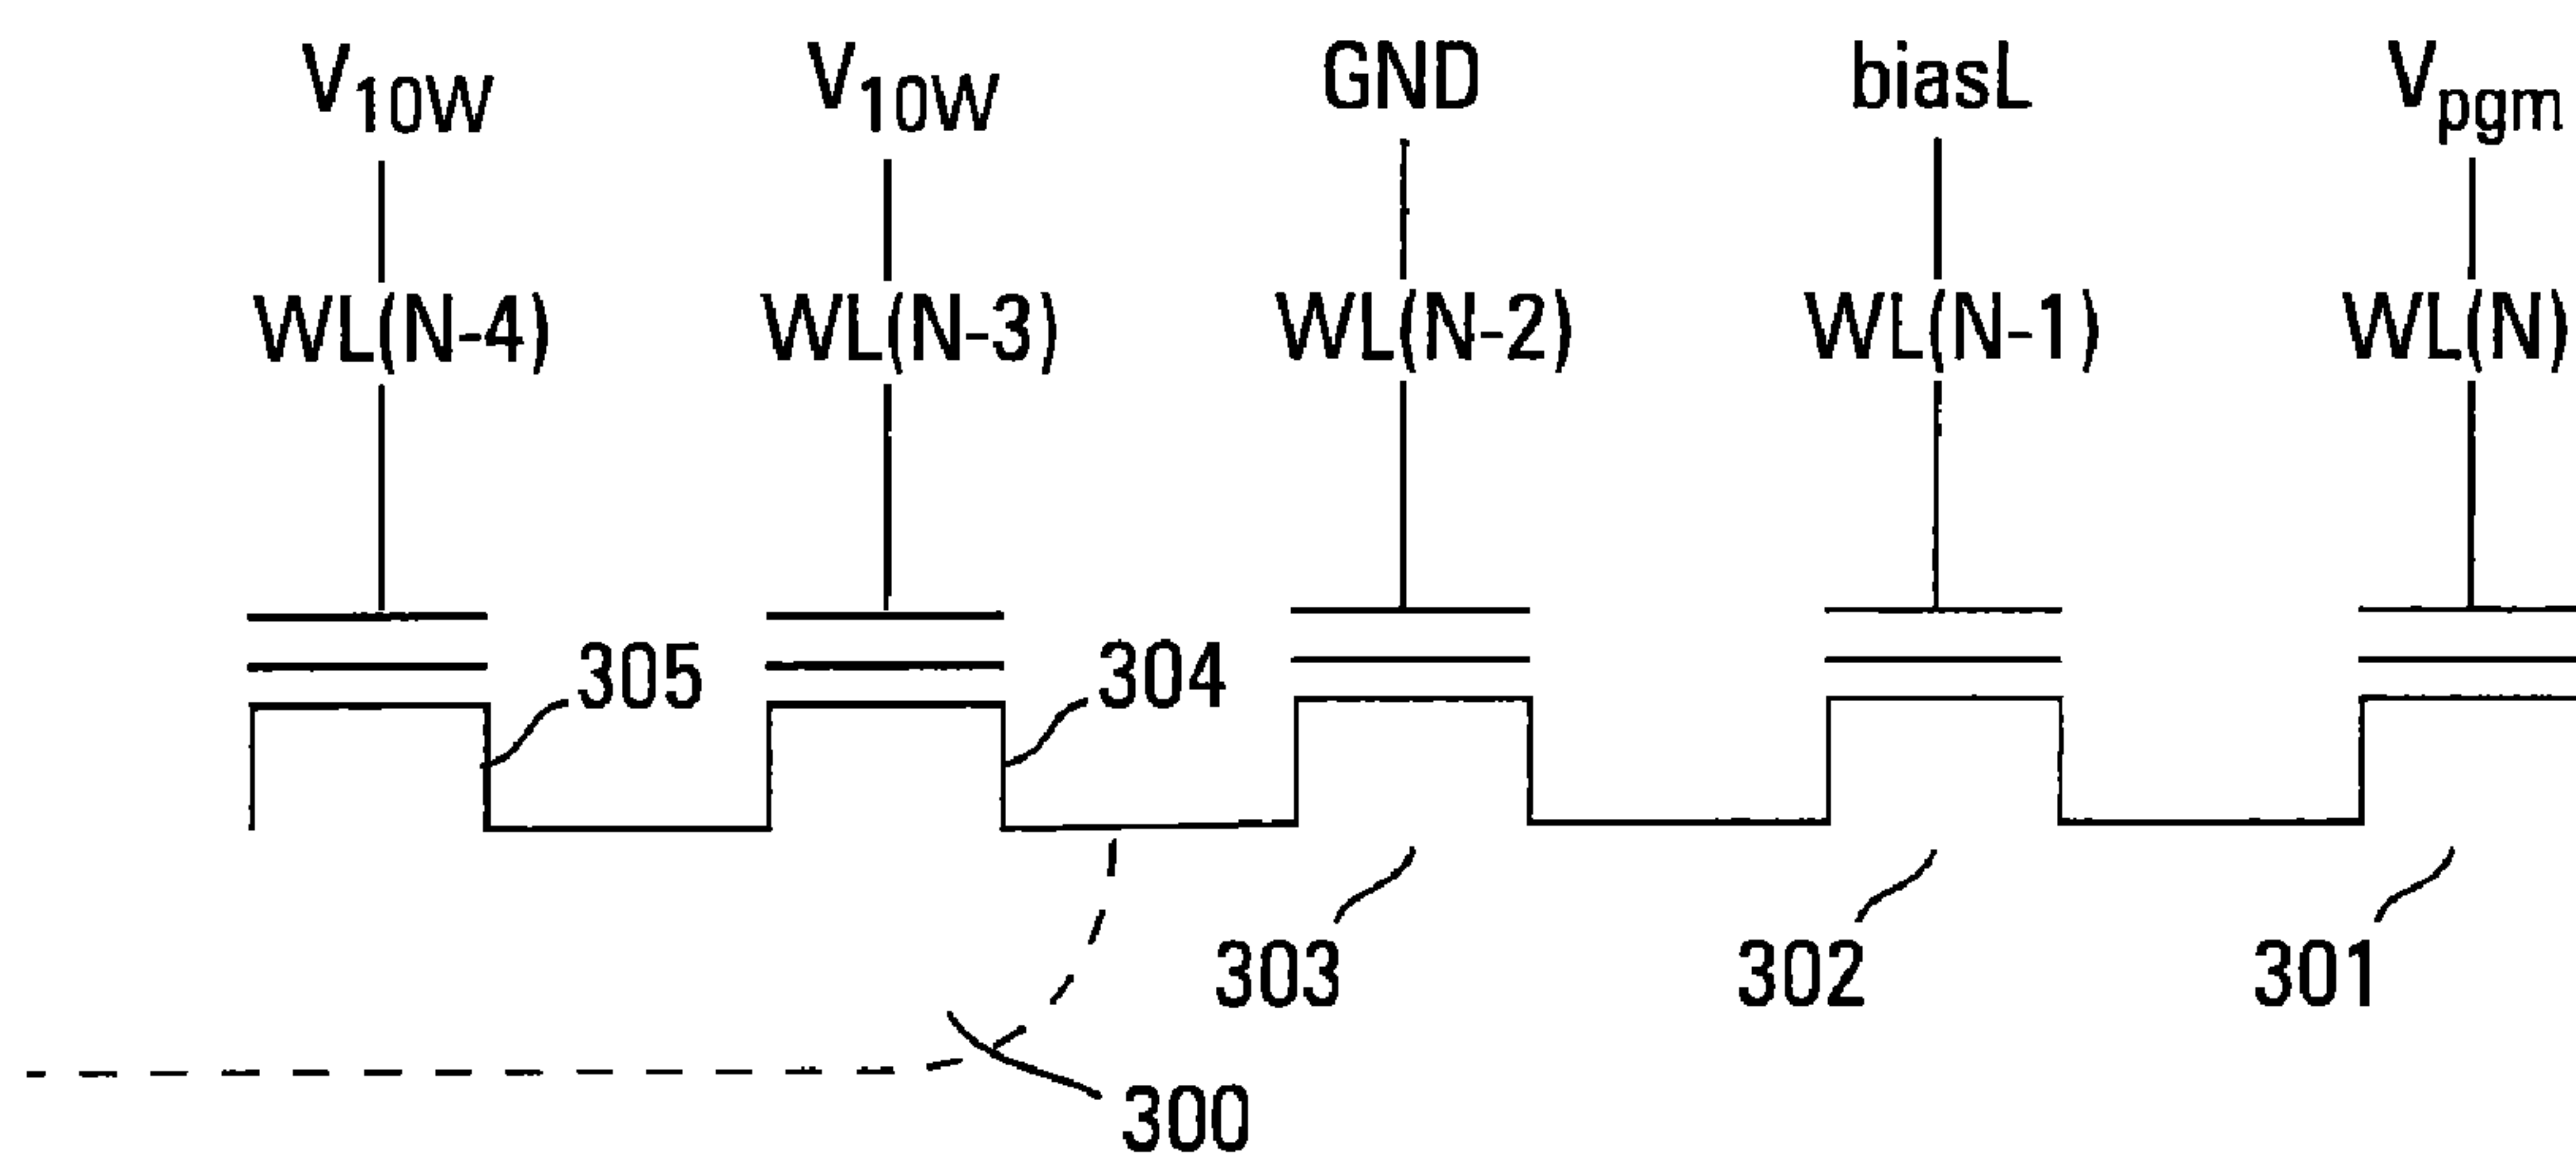 V10W V10W GND biasL Vpgm
WL(N-4) WL(N-3) WL(N-2) WL(N-1) WL(N)
305 304
303 302 301
300